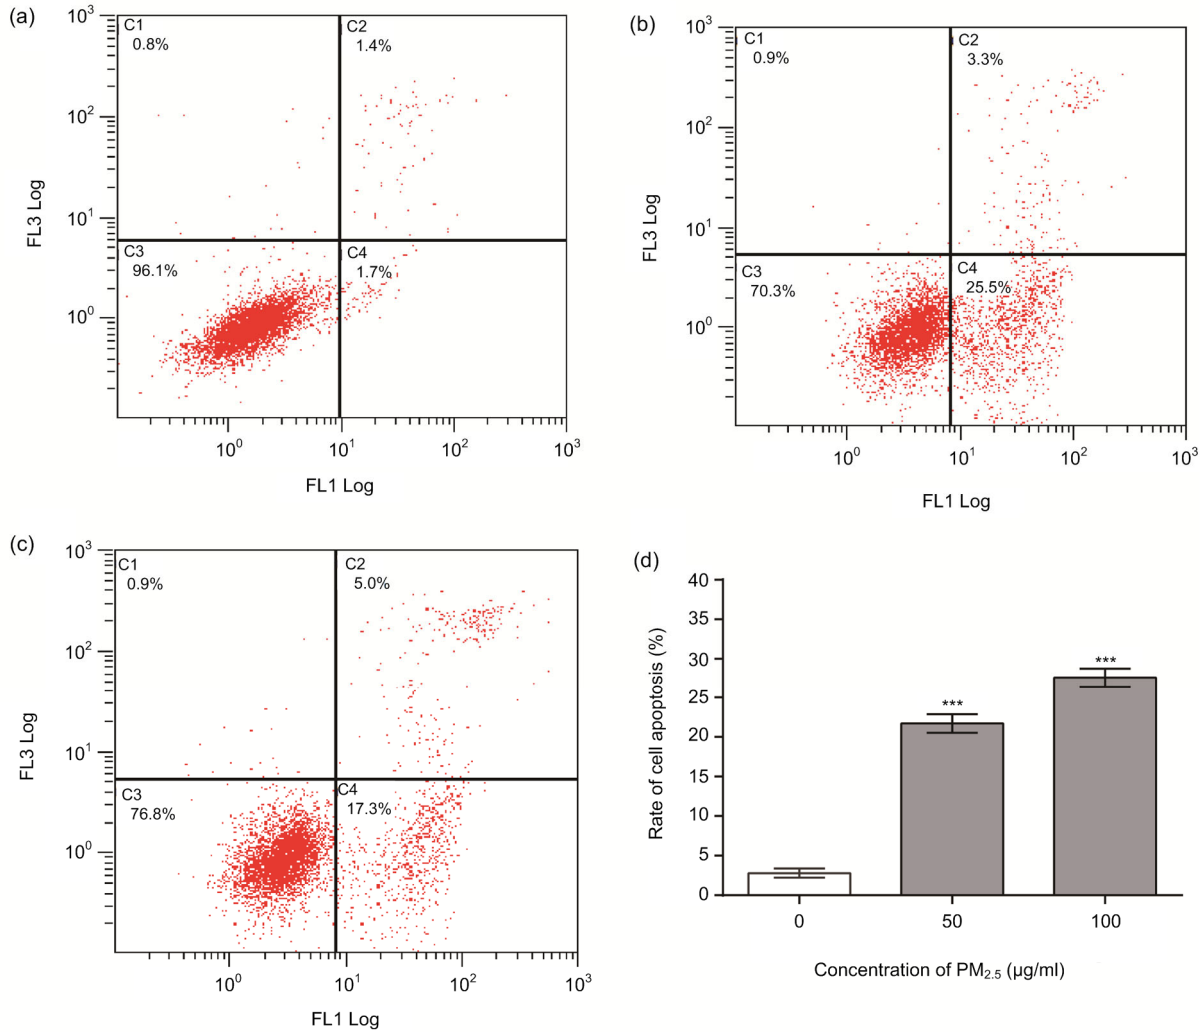 (a)
10³
C1
0.8%
C2
1.4%
10²
FL3 Log
10¹
C3
96.1%
C4
1.7%
10⁰
10⁰ 10¹ 10² 10³
FL1 Log
(b)
10³
C1
0.9%
C2
3.3%
10²
FL3 Log
10¹
C3
70.3%
C4
25.5%
10⁰
10⁰ 10¹ 10² 10³
FL1 Log
(c)
10³
C1
0.9%
C2
5.0%
10²
FL3 Log
10¹
C3
76.8%
C4
17.3%
10⁰
10⁰ 10¹ 10² 10³
FL1 Log
(d)
40
35
30
25
20
15
10
5
0
Rate of cell apoptosis (%)
***
***
0 50 100
Concentration of PM₂.₅ (μg/ml)